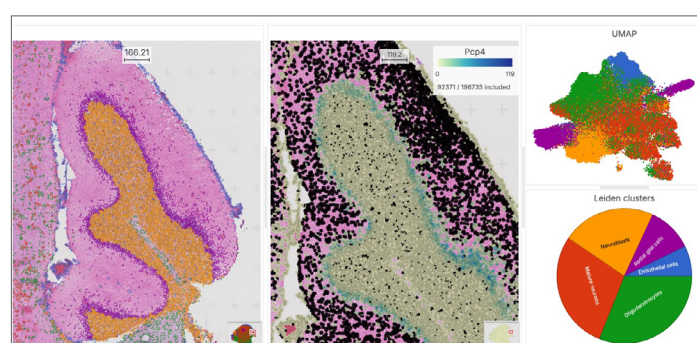 166.21
119.2
Pcp4
0 119
92371 / 196735 included
UMAP
Leiden clusters
Neuroblasts
Radial glial cells
Endothelial cells
Mature neurons
Oligodendrocytes